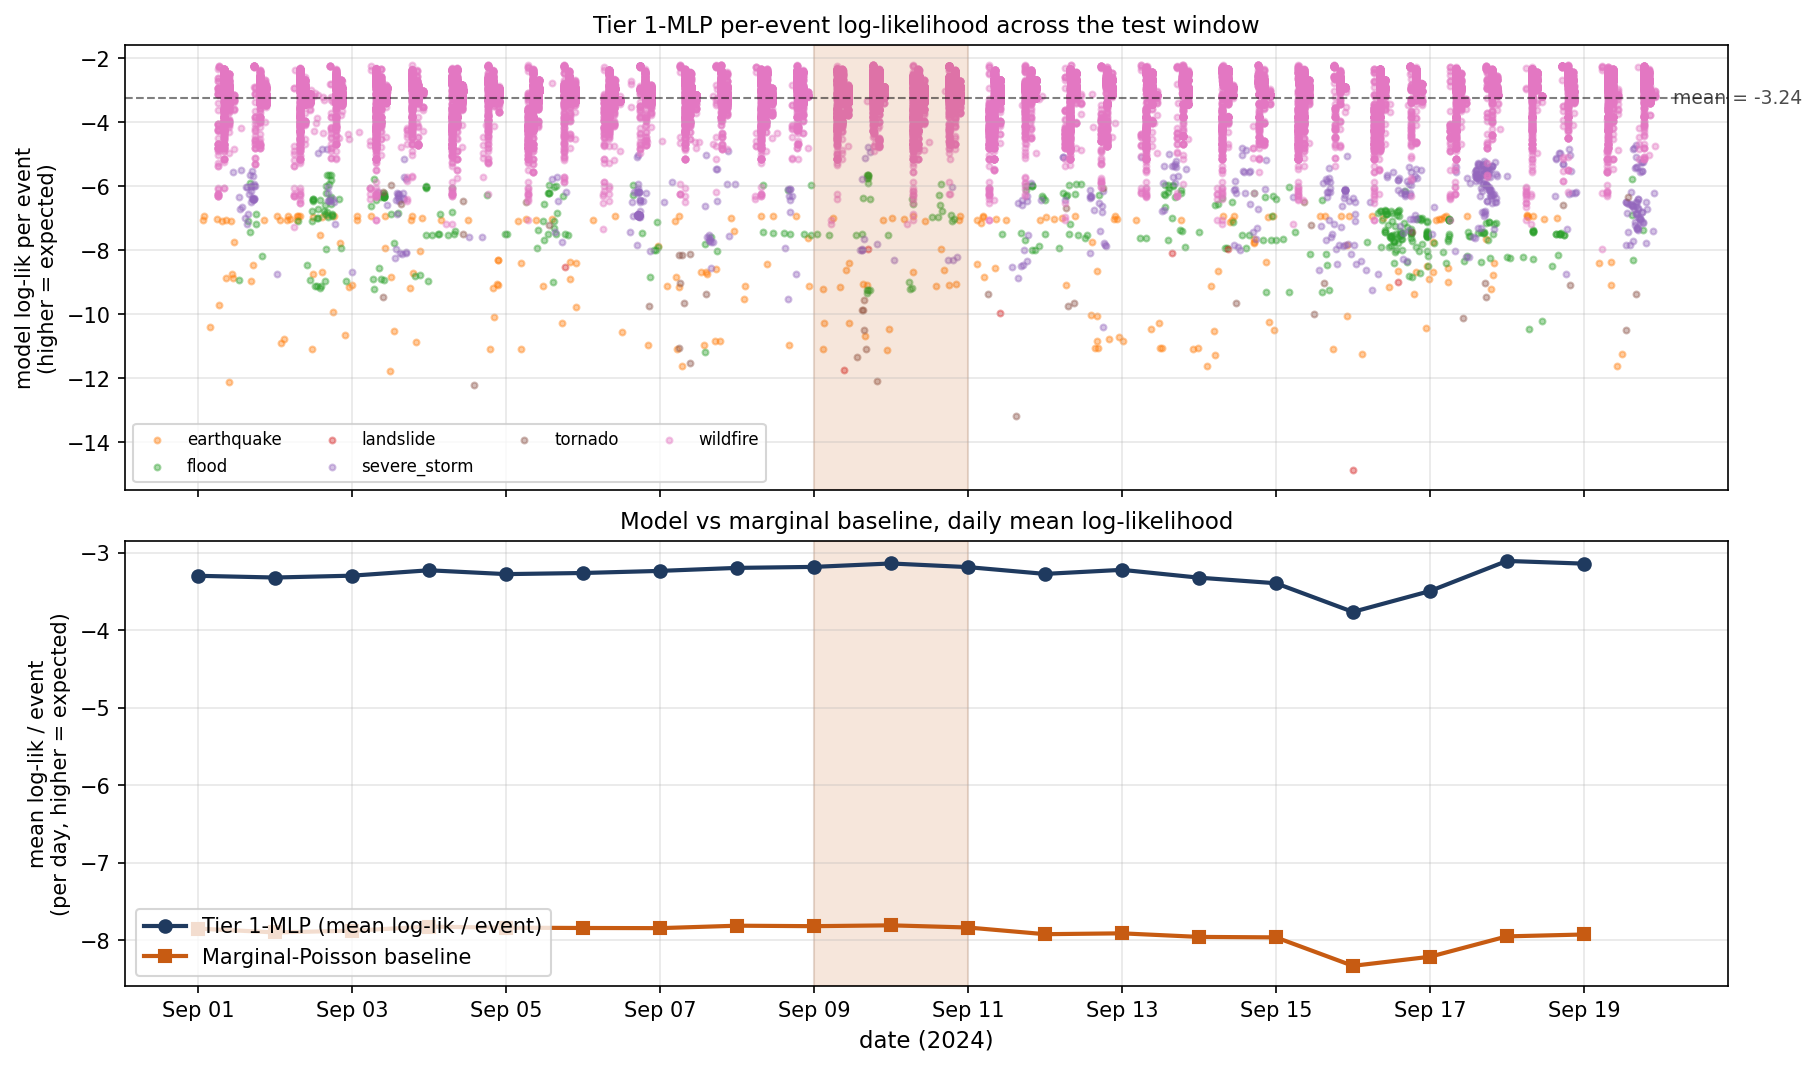 Tier 1-MLP per-event log-likelihood across the test window
model log-lik per event
(higher = expected)
−2
−4
−6
−8
−10
−12
−14
mean = -3.24
earthquake
landslide
tornado
wildfire
flood
severe_storm
Model vs marginal baseline, daily mean log-likelihood
mean log-lik / event
(per day, higher = expected)
−3
−4
−5
−6
−7
−8
Tier 1-MLP (mean log-lik / event)
Marginal-Poisson baseline
Sep 01
Sep 03
Sep 05
Sep 07
Sep 09
Sep 11
Sep 13
Sep 15
Sep 17
Sep 19
date (2024)